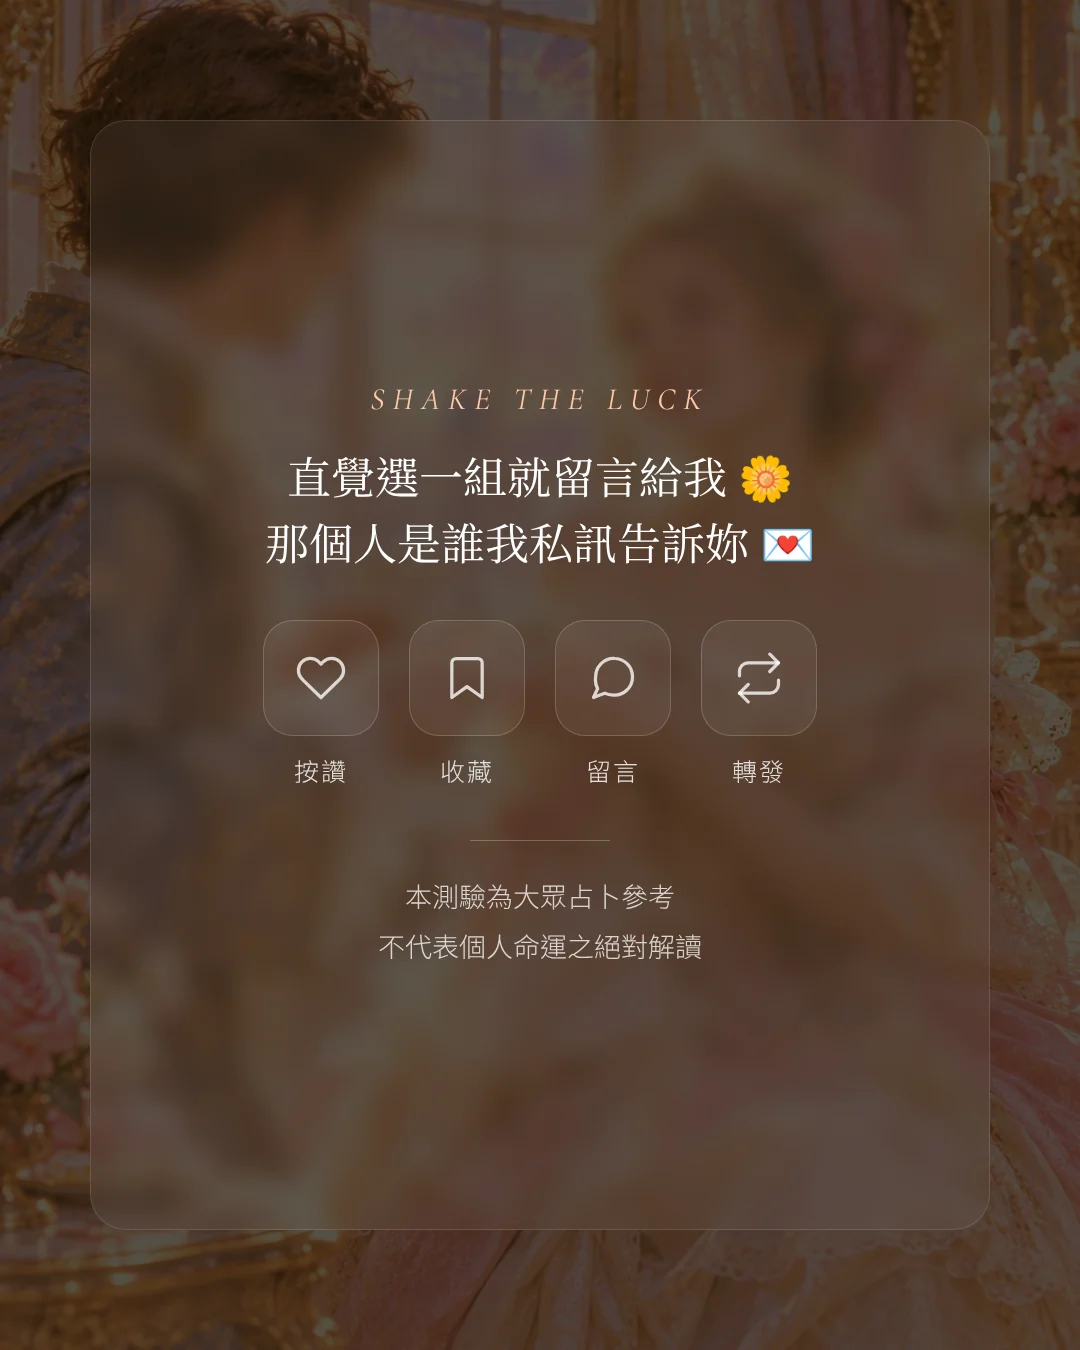 SHAKE THE LUCK
直覺選一組就留言給我 🌼
那個人是誰我私訊告訴妳 💌
按讚
收藏
留言
轉發
本測驗為大眾占卜參考
不代表個人命運之絕對解讀